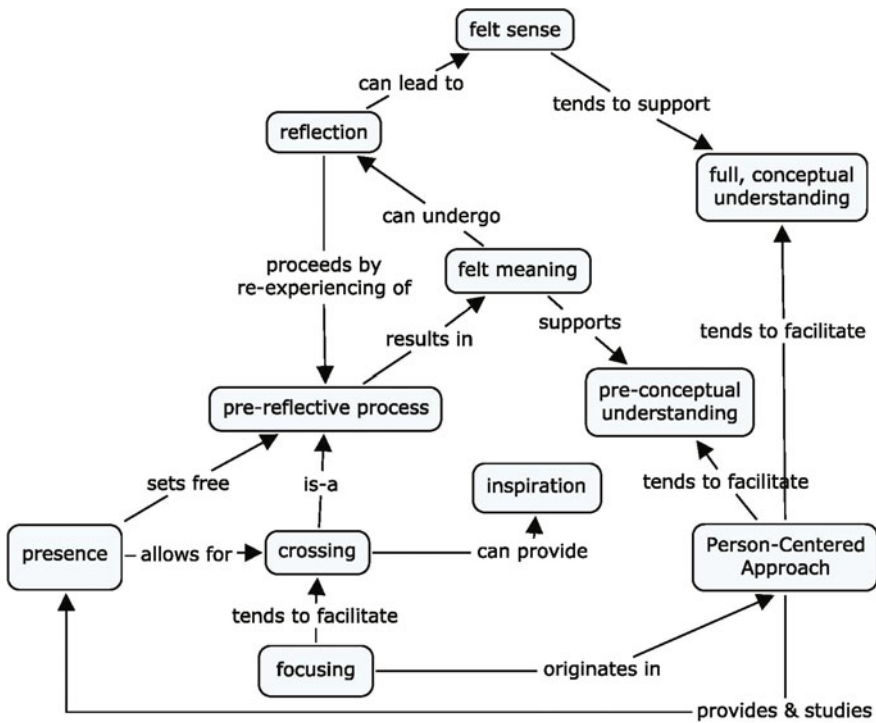 felt sense
can lead to
tends to support
reflection
full, conceptual
understanding
can undergo
proceeds by
re-experiencing of
felt meaning
supports
tends to facilitate
results in
pre-reflective process
pre-conceptual
understanding
sets free
is-a
inspiration
tends to facilitate
presence
allows for
crossing
can provide
Person-Centered
Approach
tends to facilitate
focusing
originates in
provides & studies